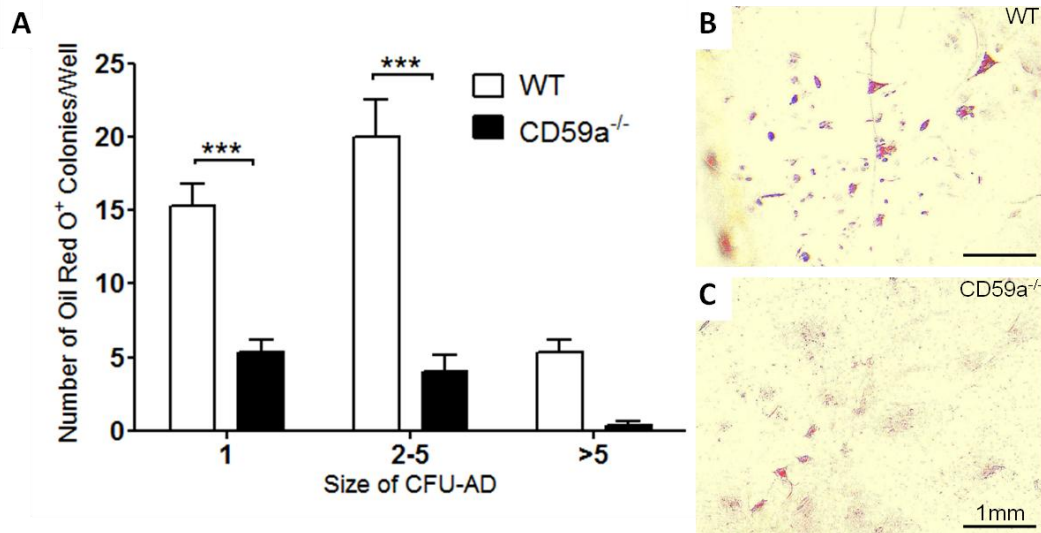 A
Number of Oil Red O⁺ Colonies/Well
25
20
15
10
5
0
***
***
WT
CD59a⁻/⁻
1
2-5
>5
Size of CFU-AD
B
WT
C
CD59a⁻/⁻
1mm